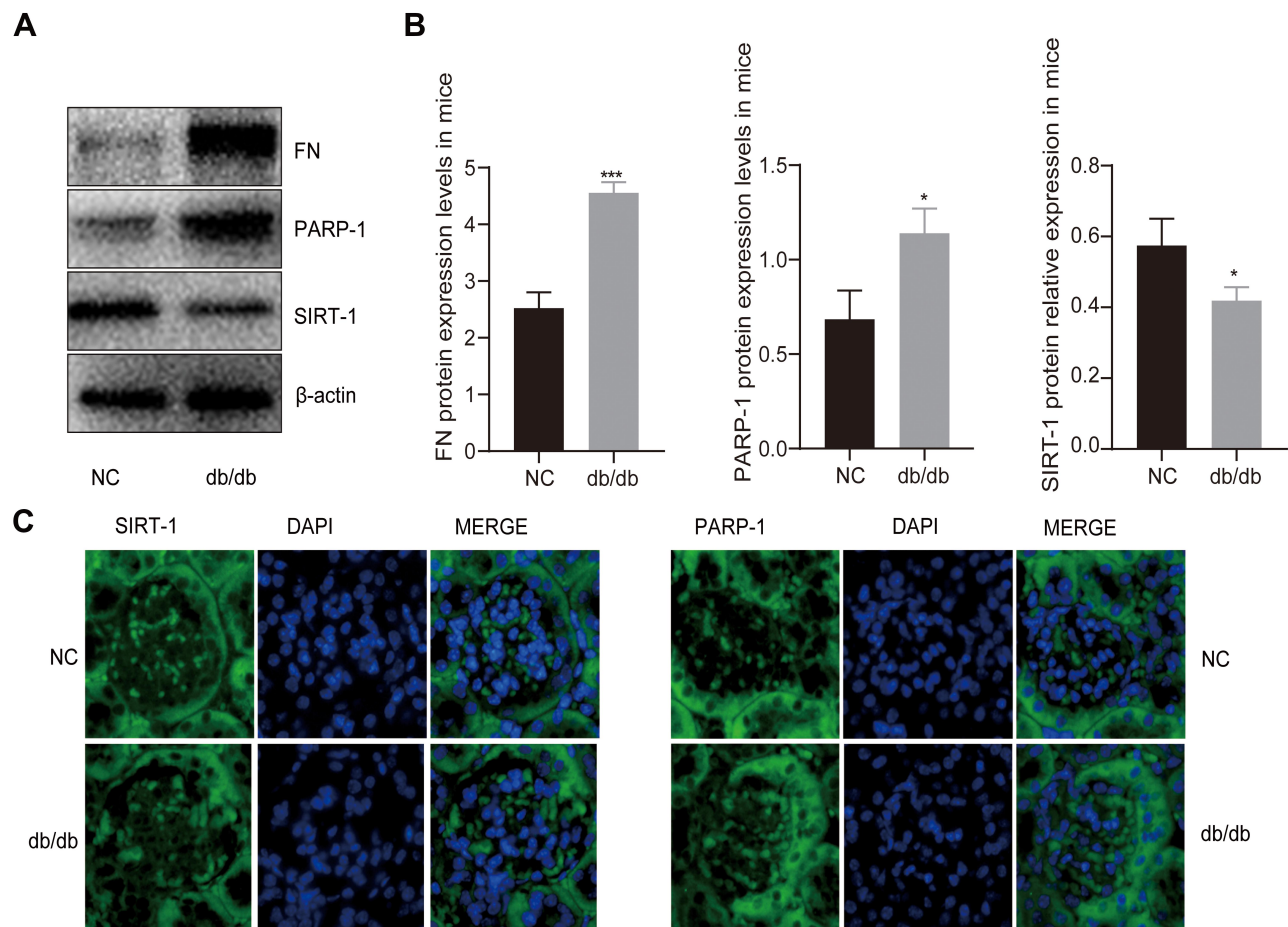 A
FN
PARP-1
SIRT-1
β-actin
NC db/db
B
FN protein expression levels in mice
5
4
3
2
1
0
***
NC db/db
PARP-1 protein expression levels in mice
1.5
1.0
0.5
0.0
*
NC db/db
SIRT-1 protein relative expression in mice
0.8
0.6
0.4
0.2
0.0
*
NC db/db
C
SIRT-1 DAPI MERGE
NC
db/db
PARP-1 DAPI MERGE
NC
db/db